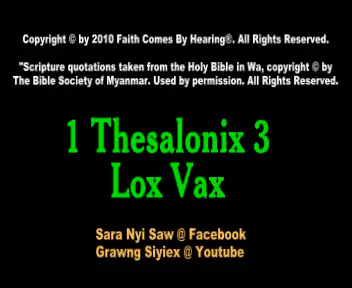 Copyright © by 2010 Faith Comes By Hearing®. All Rights Reserved.
"Scripture quotations taken from the Holy Bible in Wa, copyright © by
The Bible Society of Myanmar. Used by permission. All Rights Reserved.
1 Thesalonix 3
Lox Vax
Sara Nyi Saw @ Facebook
Grawng Siyiex @ Youtube